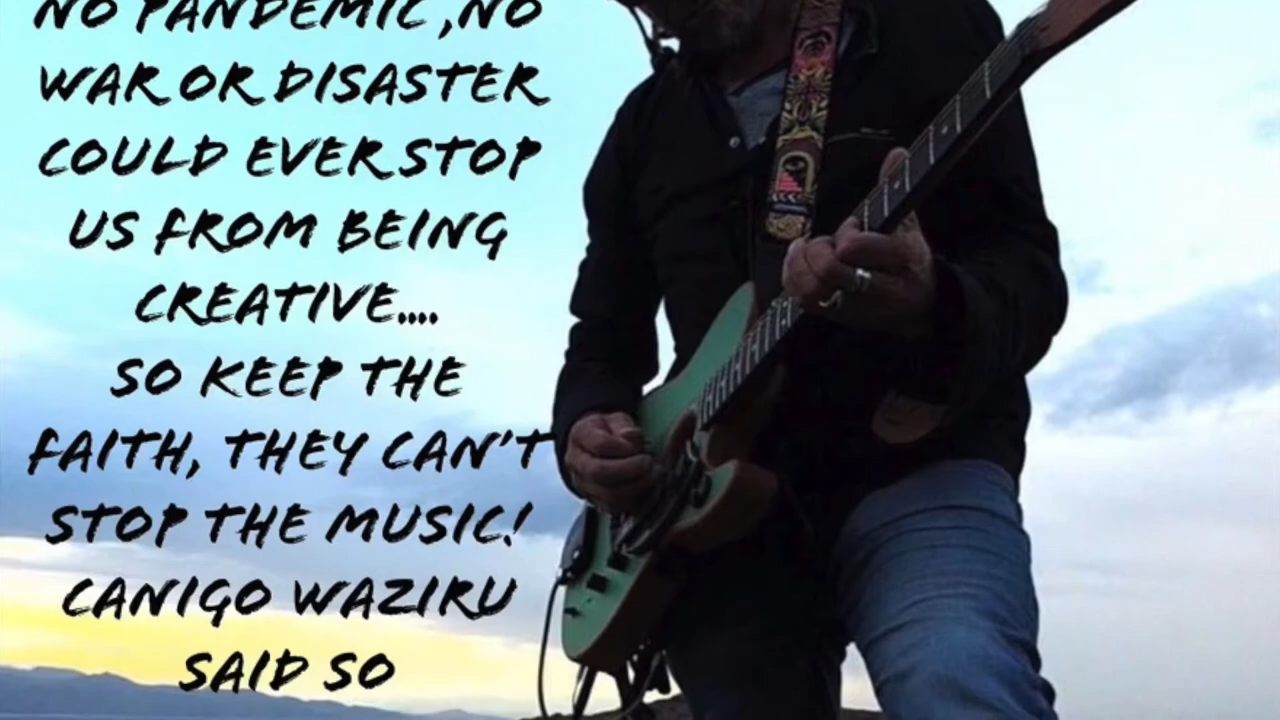 NO PANDEMIC ,NO
WAR OR DISASTER
COULD EVER STOP
US FROM BEING
CREATIVE....
SO KEEP THE
FAITH, THEY CAN'T
STOP THE MUSIC!
CANIGO WAZIRU
SAID SO